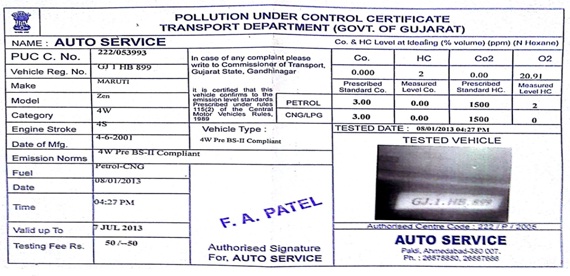 POLLUTION UNDER CONTROL CERTIFICATE
TRANSPORT DEPARTMENT (GOVT. OF GUJARAT)
NAME : AUTO SERVICE
Co. & HC Level at Idealing (% volume) (ppm) (N Hexane)
PUC C. No. 222/053993
Vehicle Reg. No. GJ 1 HB 899
Make MARUTI
Model Zen
Category 4W
Engine Stroke 4S
Date of Mfg. 4-6-2001
Emission Norms 4W Pre BS-II Compliant
Fuel Petrol-CNG
Date 08/01/2013
Time 04:27 PM
Valid up To 7 JUL 2013
Testing Fee Rs. 50 /--50
In case of any complaint please
write to Commissioner of Transport,
Gujarat State, Gandhinagar
it is certified that this
vehicle confirms to the
emission level standards
Prescribed under rules
115(2) of the Central
Motor Vehicles Rules,
1989
PETROL
CNG/LPG
Vehicle Type :
4W Pre BS-II Compliant
F. A. PATEL
Authorised Signature
For, AUTO SERVICE
Co. HC Co2 O2
0.000 2 0.00 20.91
Prescribed Standard Co. Measured Level Co. Prescribed Standard HC. Measured Level HC.
3.00 0.00 1500 2
3.00 0.00 1500 0
TESTED DATE : 08/01/2013 04:27 PM
TESTED VEHICLE
GJ.1.HB.899
Authorised Centre Code : 222 / P / 2005
AUTO SERVICE
Paldi, Ahmedabad-380 007.
Ph. : 26578880, 26587686